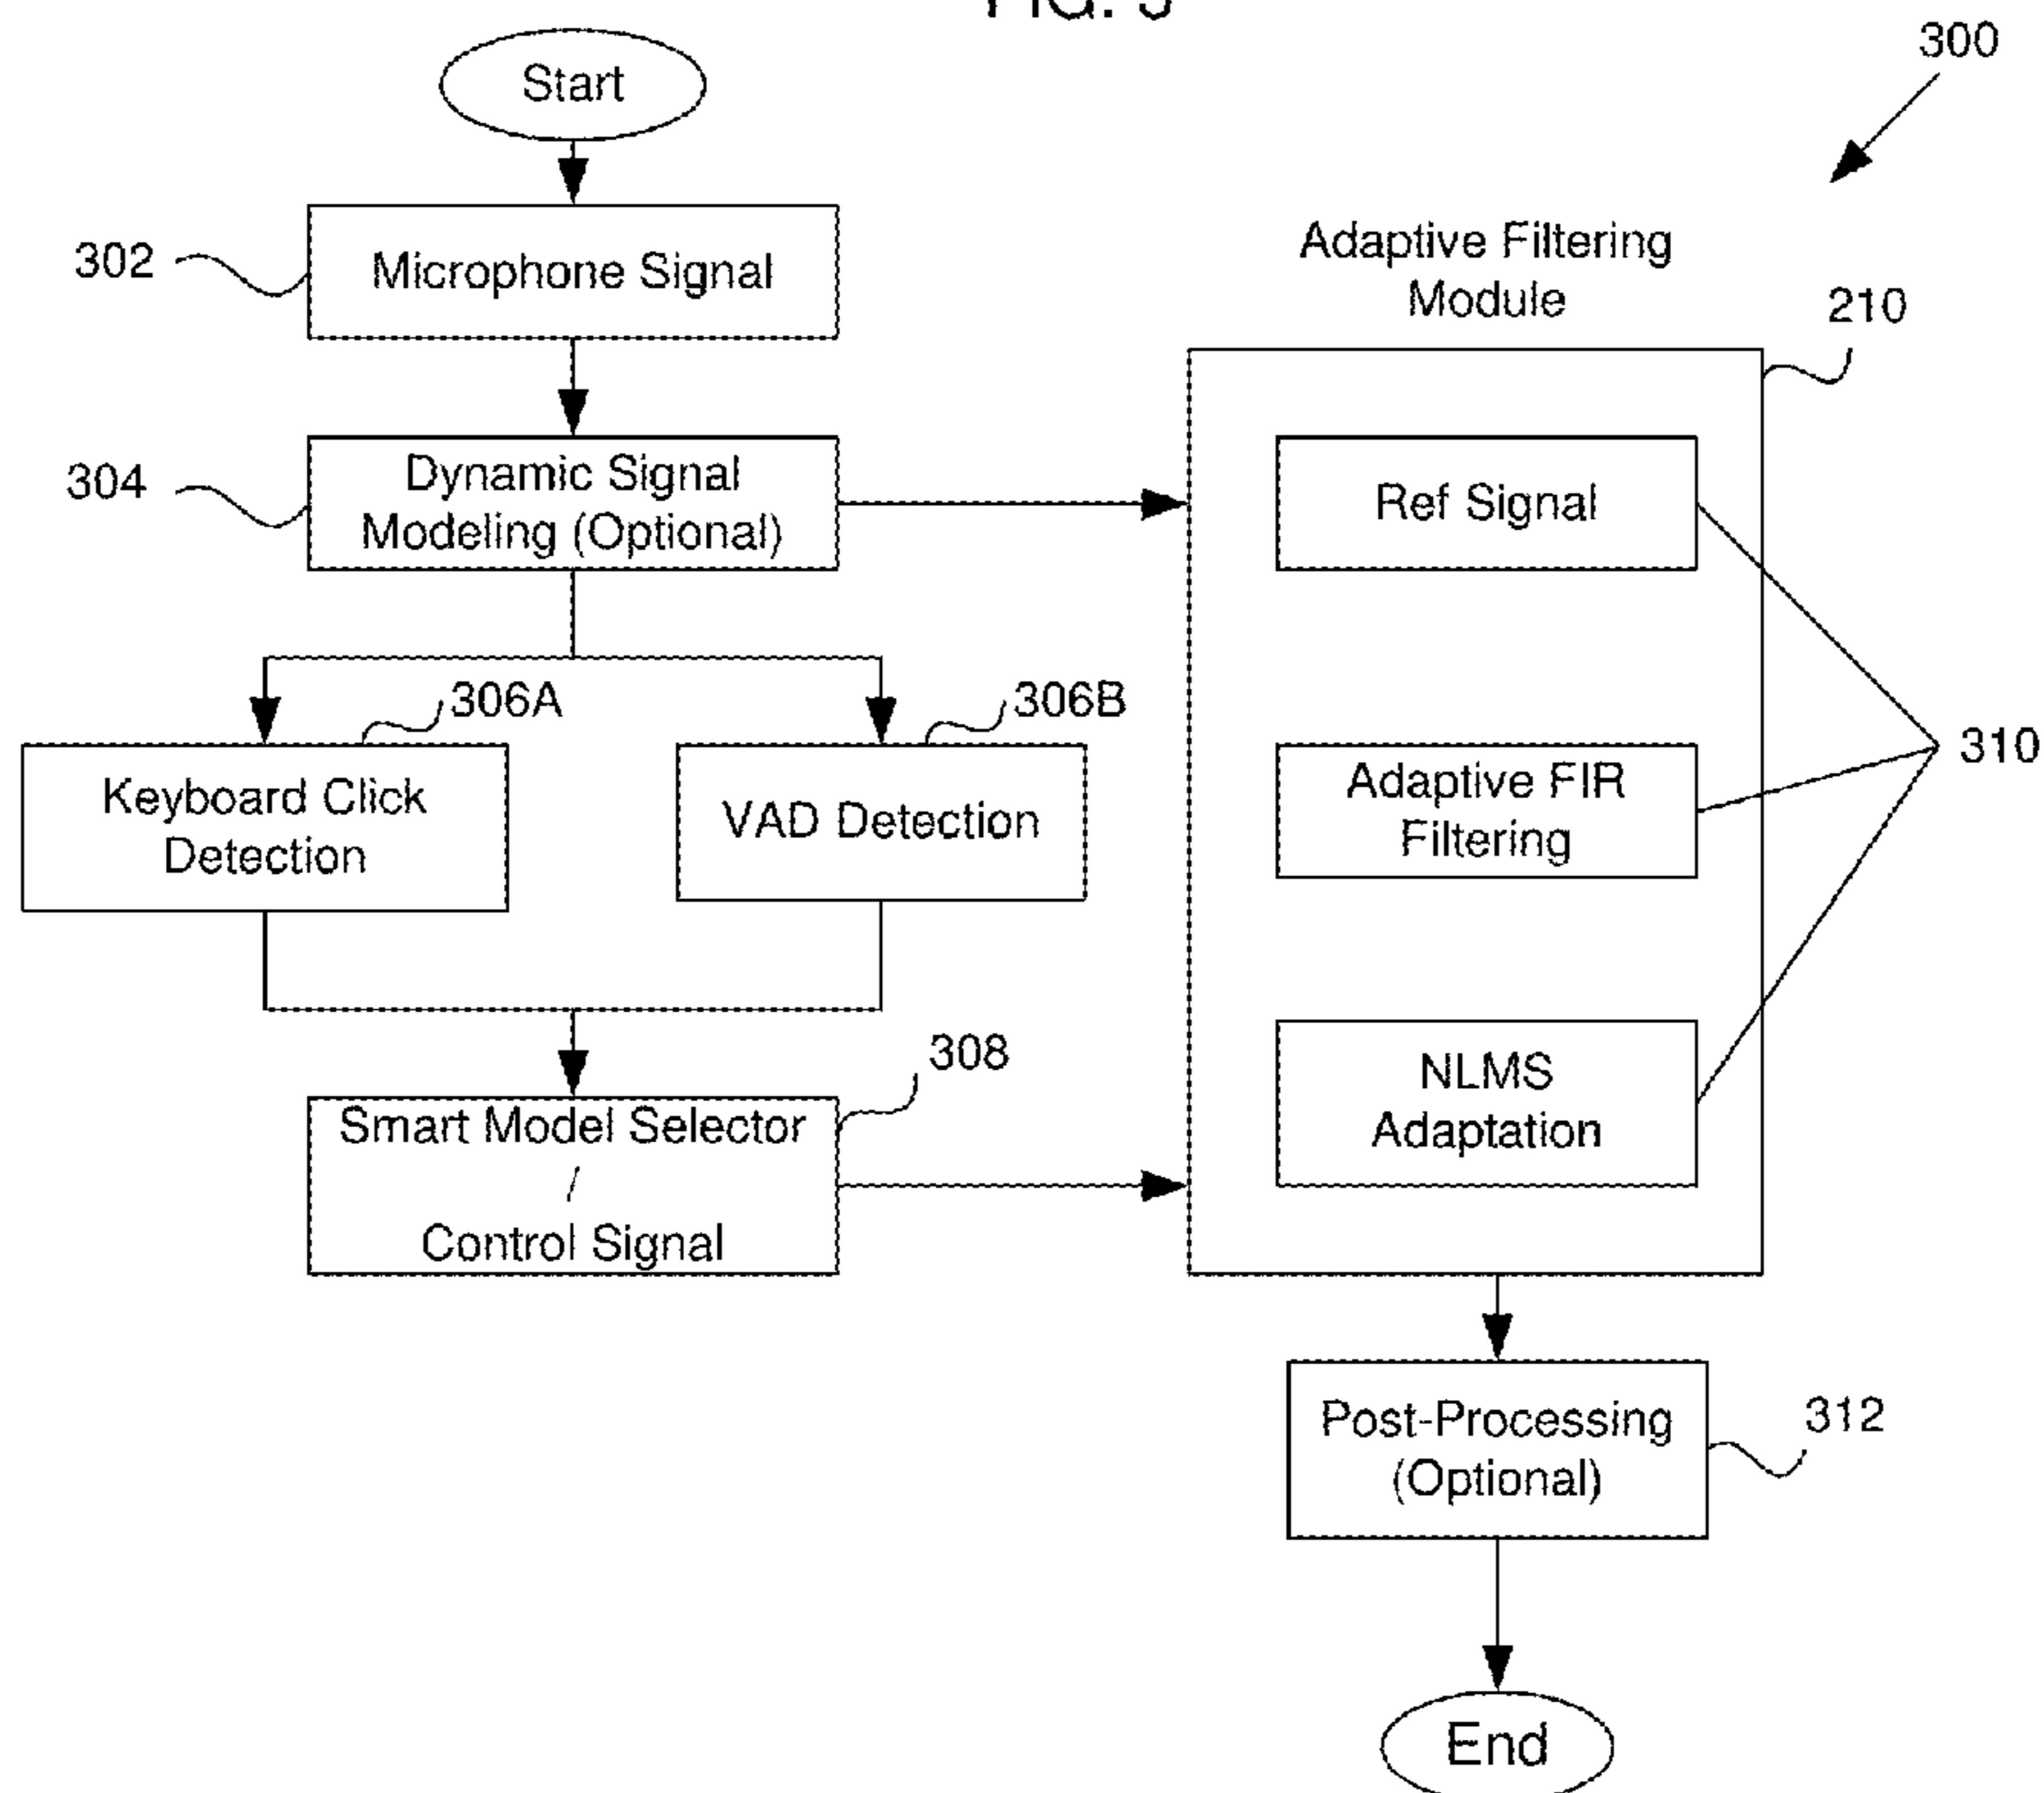 FIG. 3
300
Start
302
Microphone Signal
Adaptive Filtering
Module
210
304
Dynamic Signal
Modeling (Optional)
Ref Signal
306A
306B
310
Keyboard Click
Detection
VAD Detection
Adaptive FIR
Filtering
308
Smart Model Selector
/
Control Signal
NLMS
Adaptation
Post-Processing
(Optional)
312
End